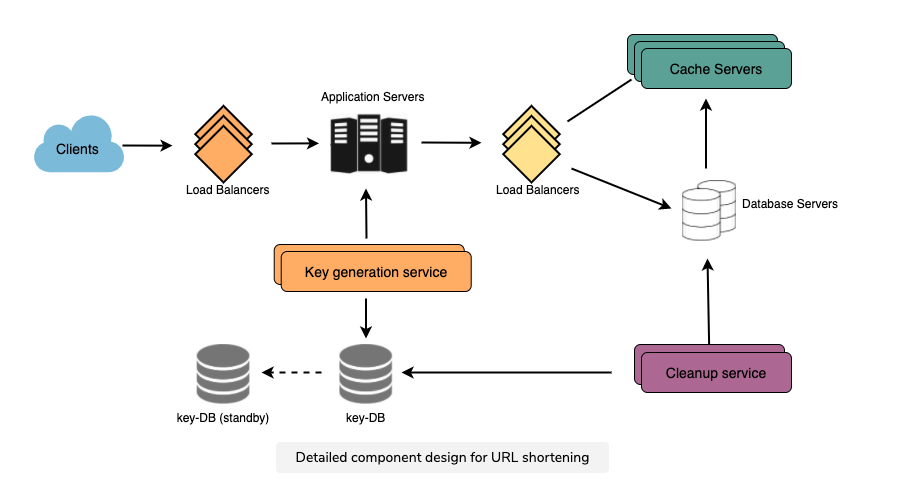 Cache Servers
Application Servers
Clients
Load Balancers
Load Balancers
Database Servers
Key generation service
Cleanup service
key-DB (standby)
key-DB
Detailed component design for URL shortening